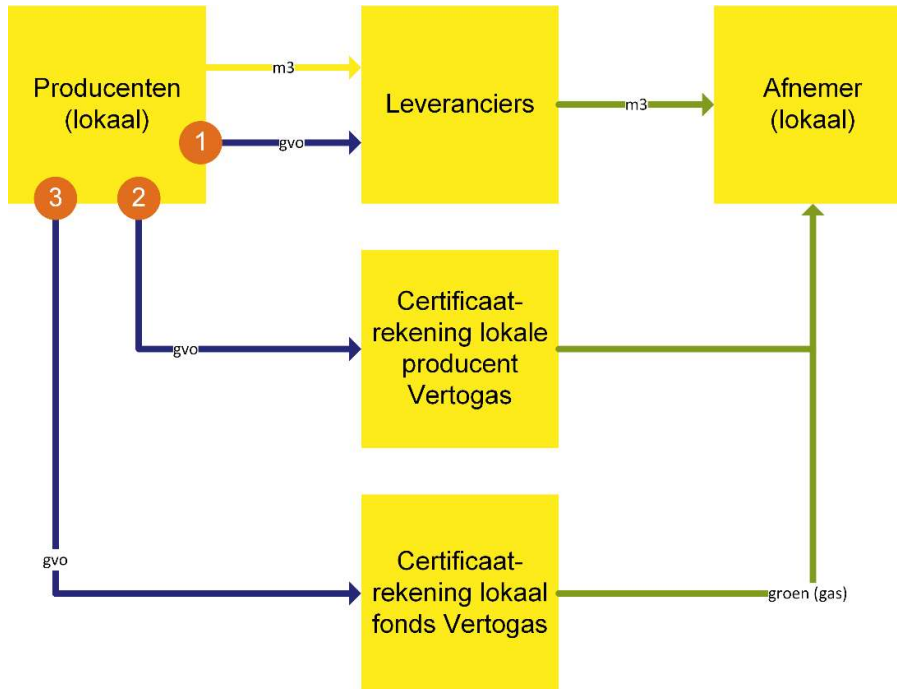 Producenten
(lokaal)
m3
Leveranciers
m3
Afnemer
(lokaal)
1
gvo
3
2
Certificaat-
rekening lokale
producent
Vertogas
gvo
Certificaat-
rekening lokaal
fonds Vertogas
gvo
groen (gas)